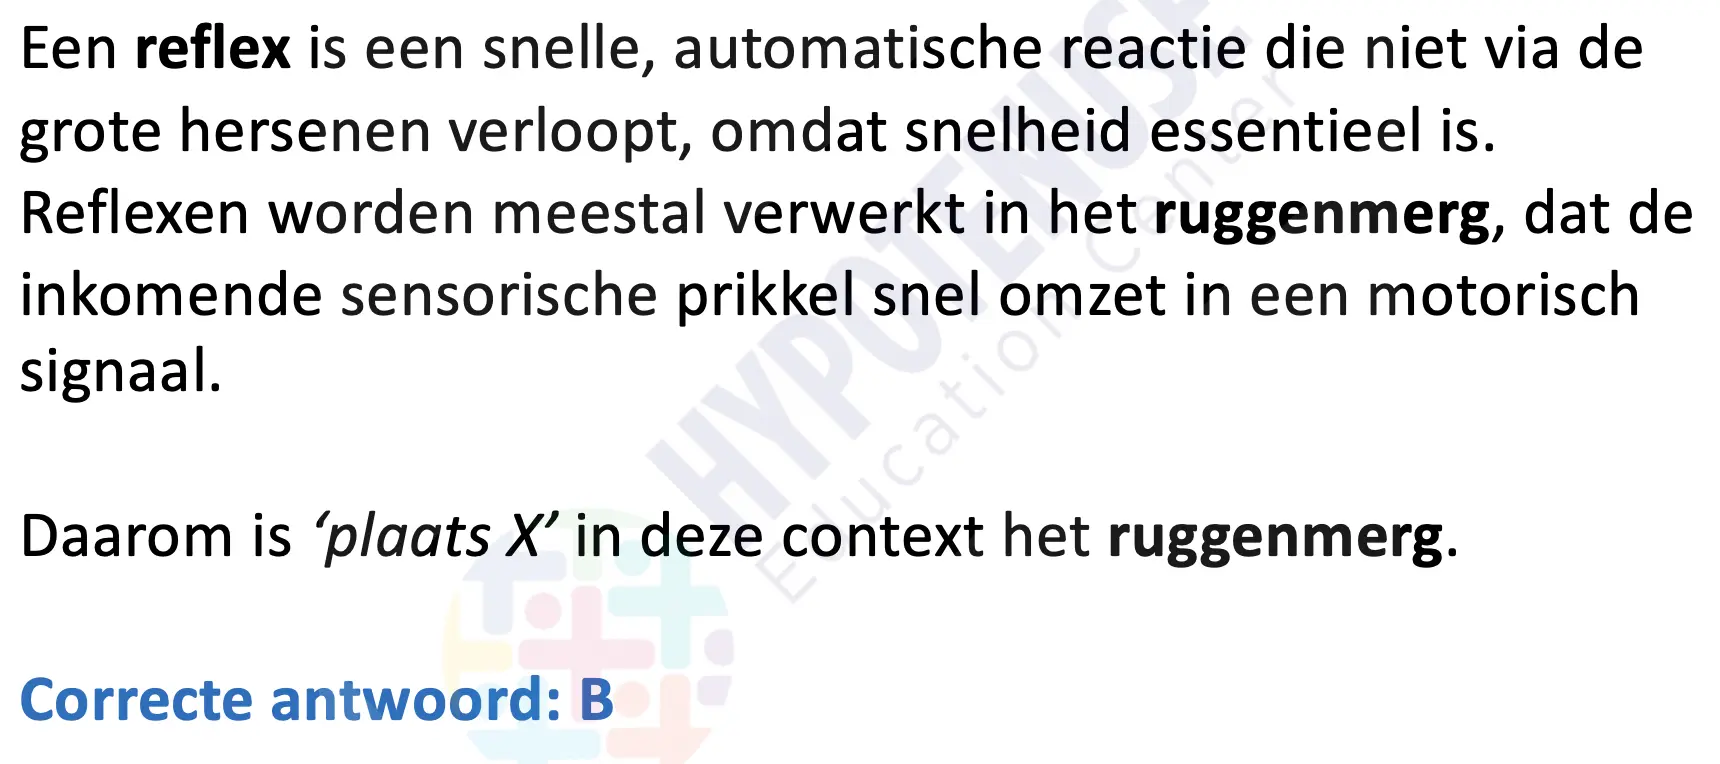 Een reflex is een snelle, automatische reactie die niet via de
grote hersenen verloopt, omdat snelheid essentieel is.
Reflexen worden meestal verwerkt in het ruggenmerg, dat de
inkomende sensorische prikkel snel omzet in een motorisch
signaal.
Daarom is ‘plaats X’ in deze context het ruggenmerg.
Correcte antwoord: B
HYPOTENUSE
Education Center